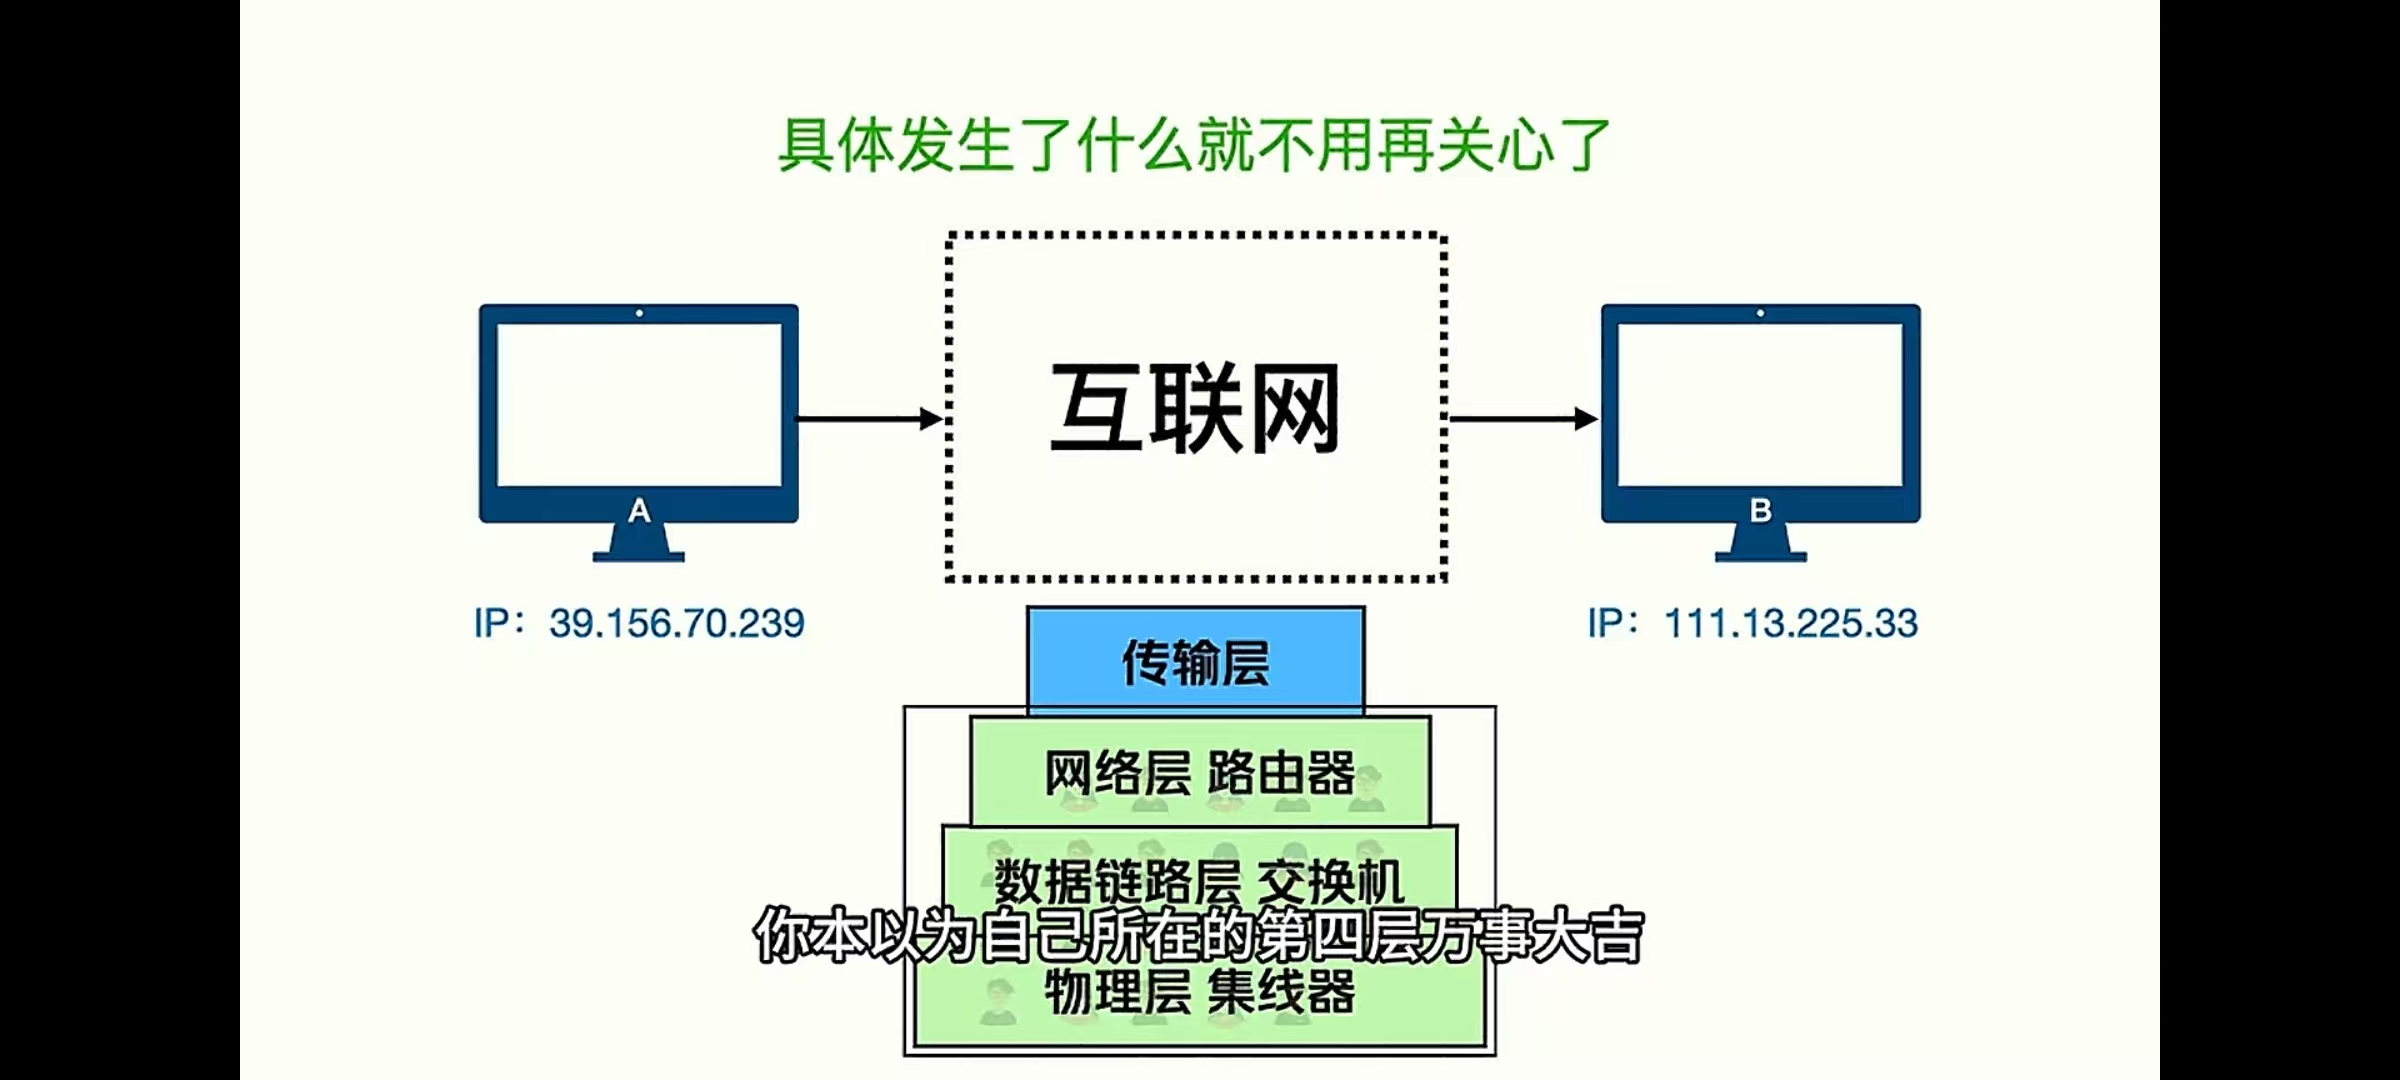 具体发生了什么就不用再关心了
互联网
A
B
IP：39.156.70.239
IP：111.13.225.33
传输层
网络层 路由器
数据链路层 交换机
你本以为自己所在的第四层万事大吉
物理层 集线器